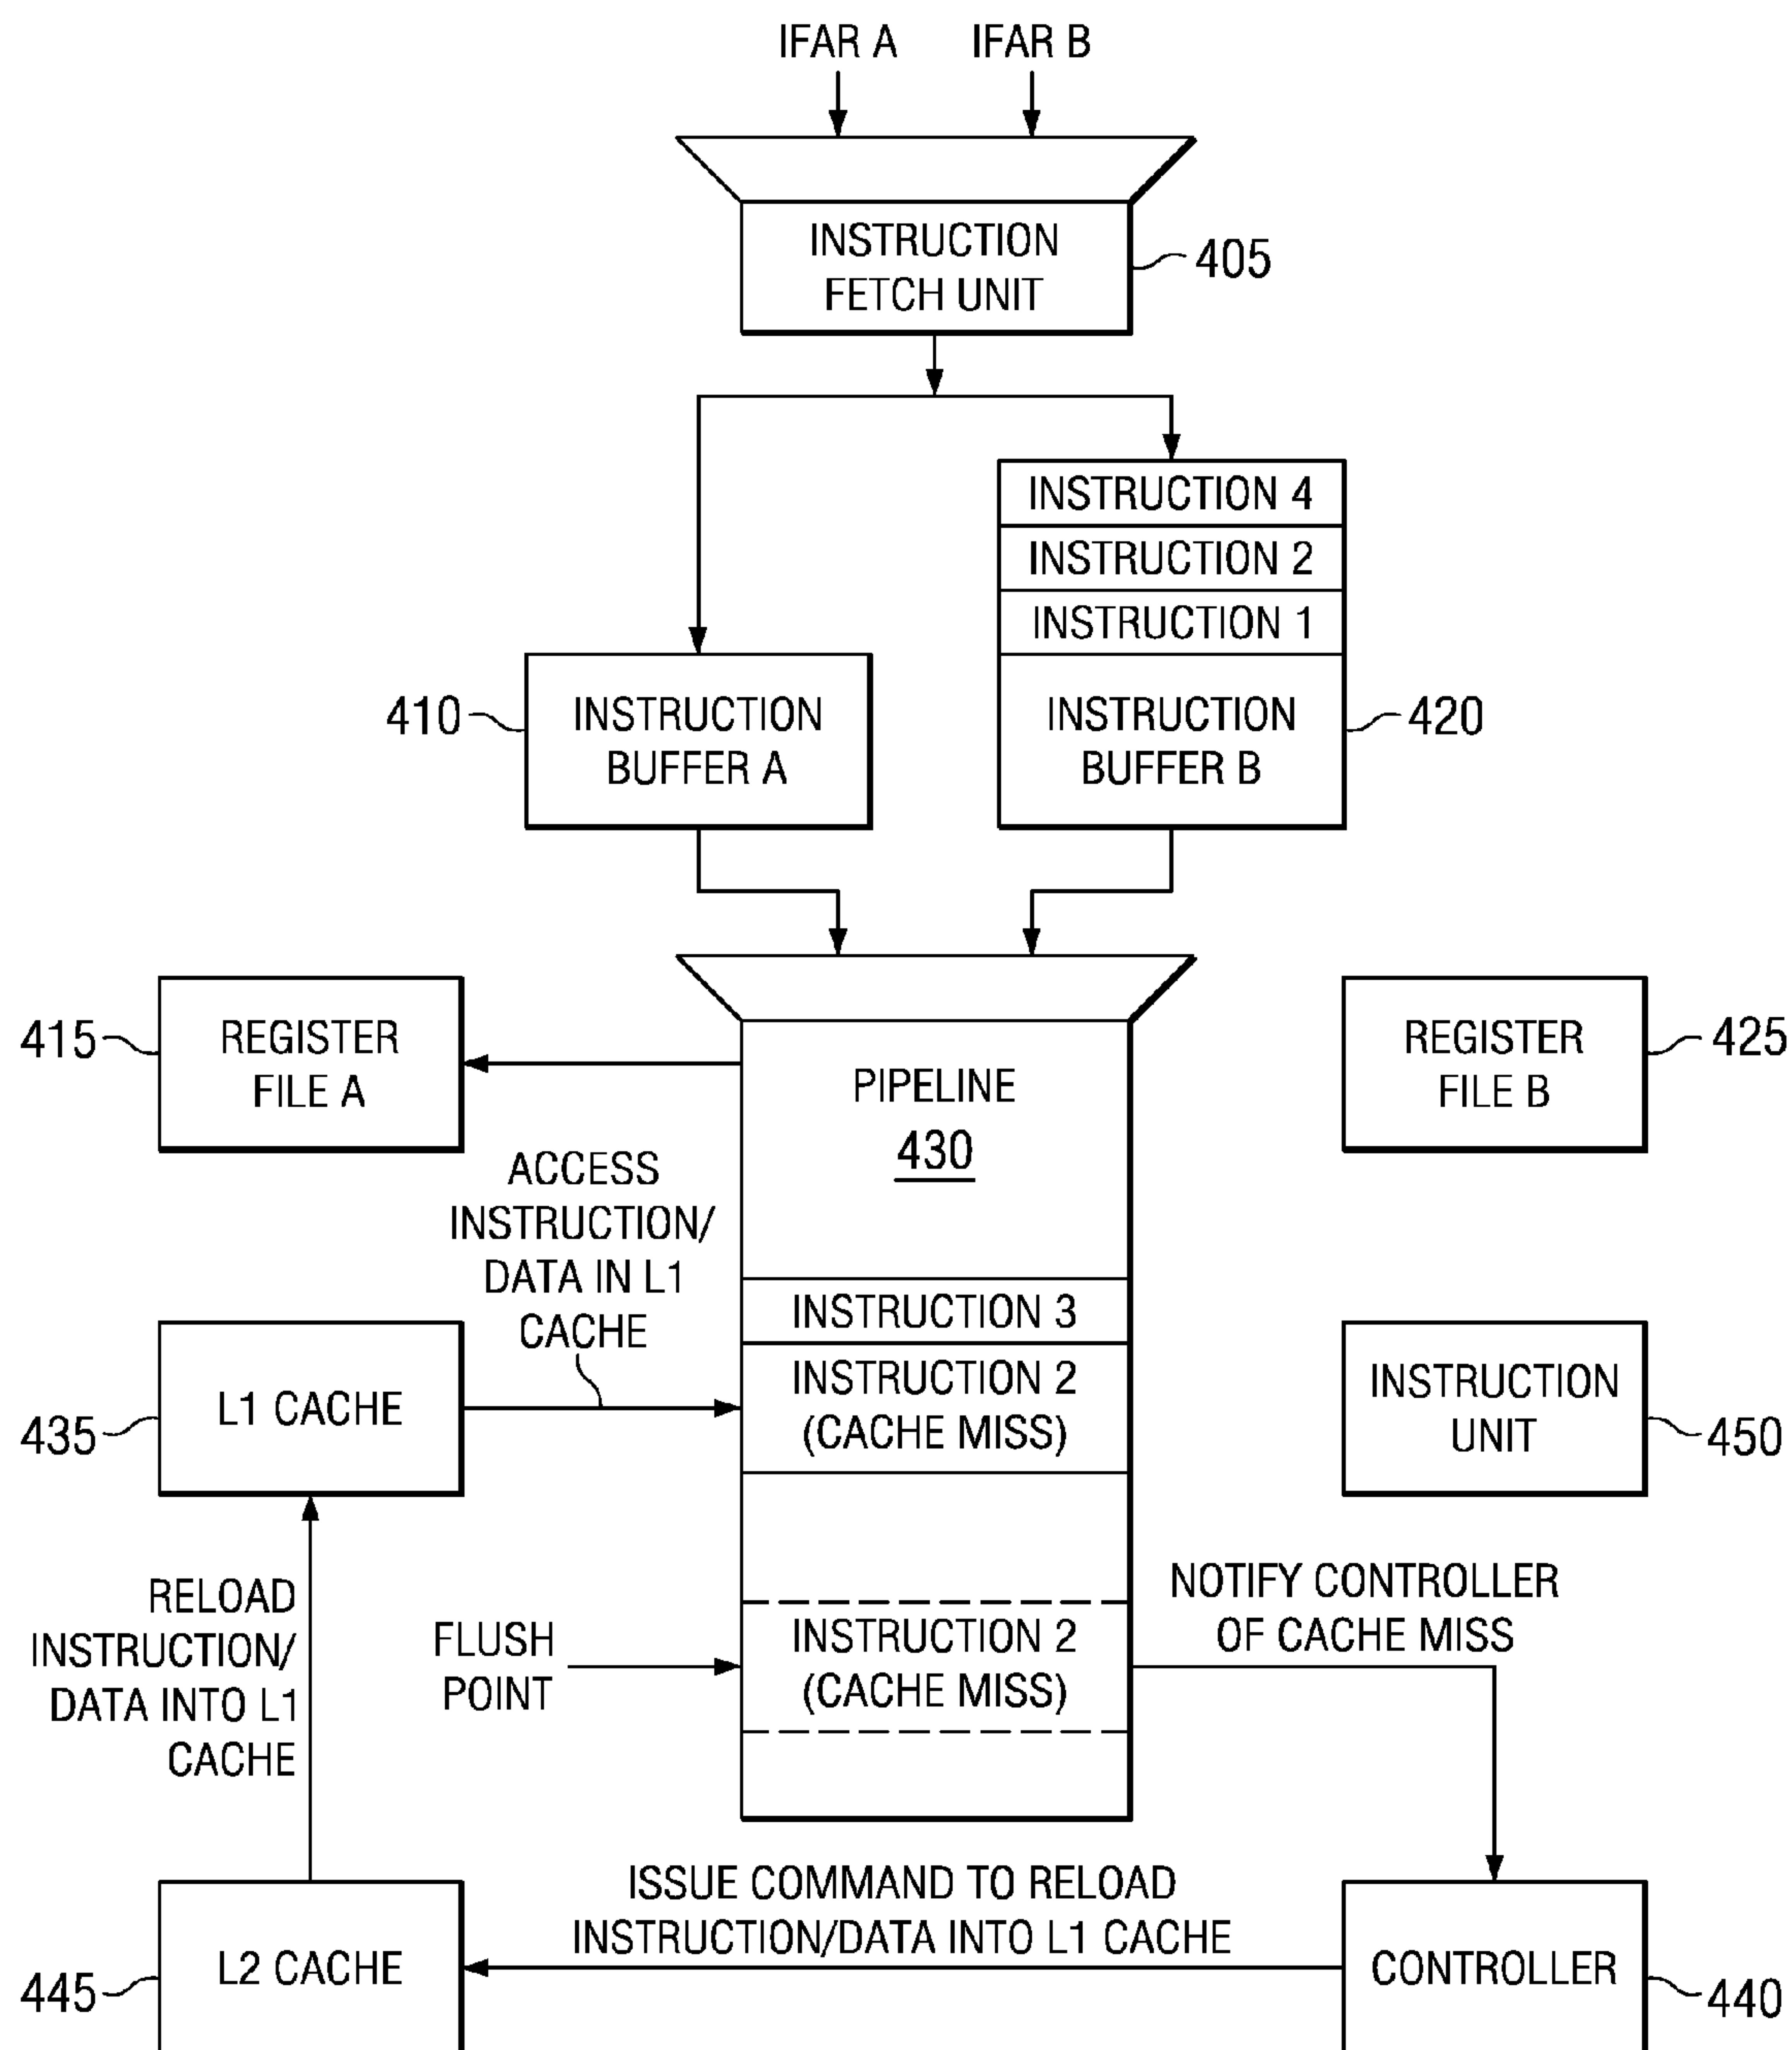 IFAR A IFAR B
INSTRUCTION
FETCH UNIT
405
INSTRUCTION 4
INSTRUCTION 2
INSTRUCTION 1
410
INSTRUCTION
BUFFER A
INSTRUCTION
BUFFER B
420
415
REGISTER
FILE A
PIPELINE
430
REGISTER
FILE B
425
ACCESS
INSTRUCTION/
DATA IN L1
CACHE
INSTRUCTION 3
INSTRUCTION 2
(CACHE MISS)
435
L1 CACHE
INSTRUCTION
UNIT
450
RELOAD
INSTRUCTION/
DATA INTO L1
CACHE
FLUSH
POINT
INSTRUCTION 2
(CACHE MISS)
NOTIFY CONTROLLER
OF CACHE MISS
ISSUE COMMAND TO RELOAD
INSTRUCTION/DATA INTO L1 CACHE
445
L2 CACHE
CONTROLLER
440